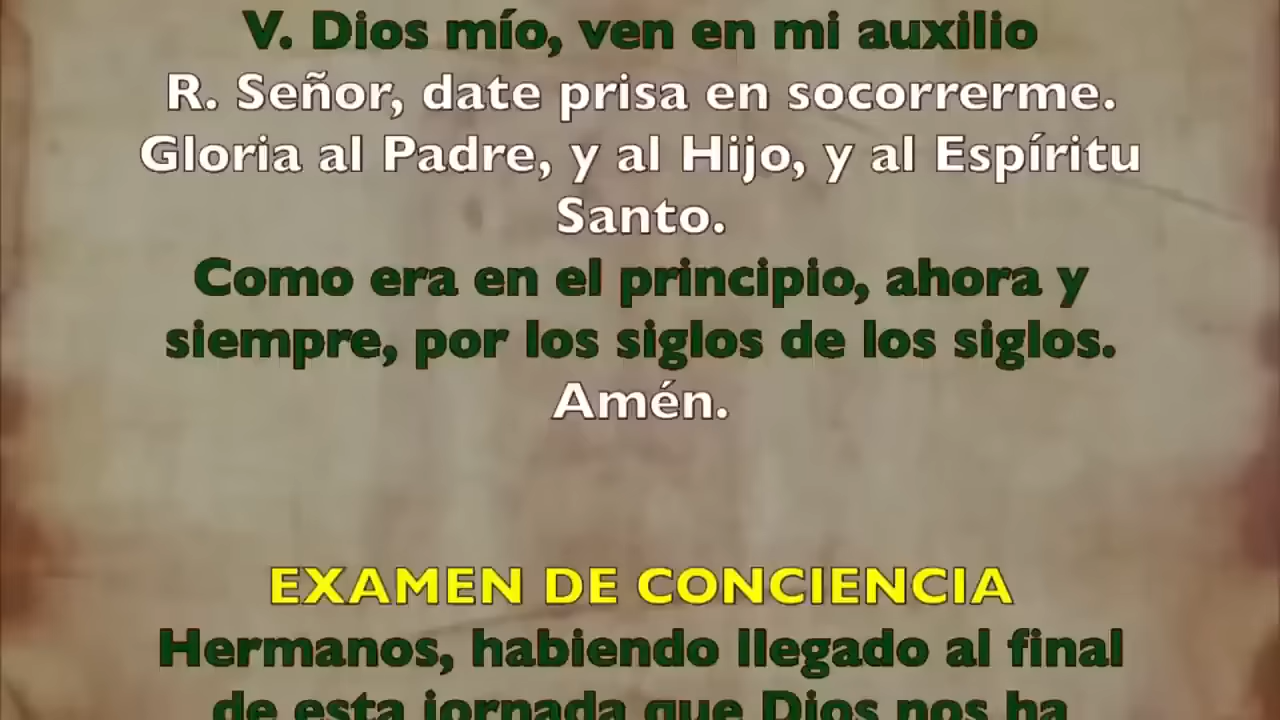 V. Dios mío, ven en mi auxilio
R. Señor, date prisa en socorrerme.
Gloria al Padre, y al Hijo, y al Espíritu
Santo.
Como era en el principio, ahora y
siempre, por los siglos de los siglos.
Amén.
EXAMEN DE CONCIENCIA
Hermanos, habiendo llegado al final
de esta jornada que Dios nos ha